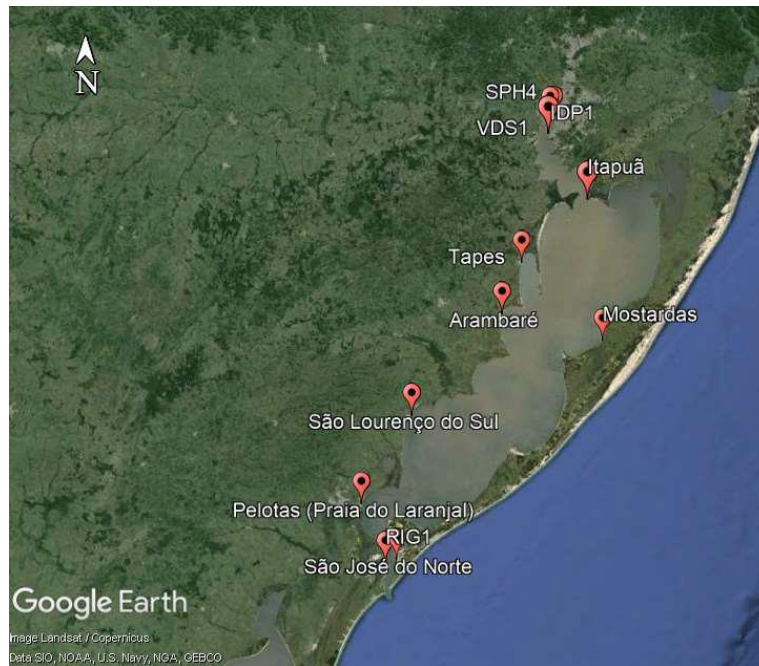 N
SPH4
IDP1
VDS1
Itapuã
Tapes
Arambaré
Mostardas
São Lourenço do Sul
Pelotas (Praia do Laranjal)
RIG1
São José do Norte
Google Earth
Image Landsat / Copernicus
Data SIO, NOAA, U.S. Navy, NGA, GEBCO